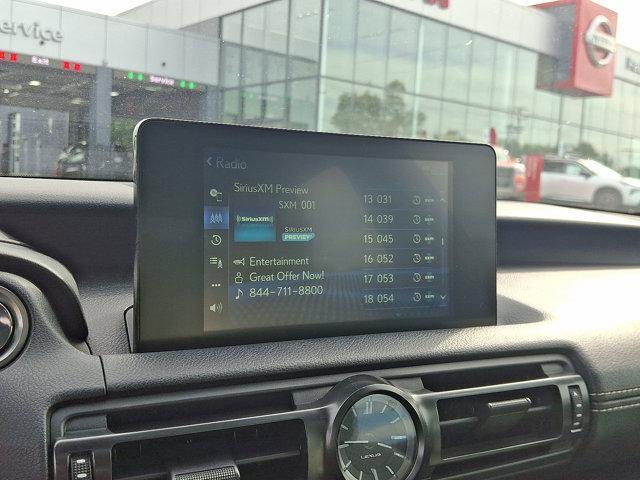 Service
Exit
Service
Radio
SiriusXM Preview
SXM 001
SiriusXM
SIRIUSXM
PREVIEW
Entertainment
Great Offer Now!
844-711-8800
13 031
14 039
15 045
16 052
17 053
18 054
LEXUS